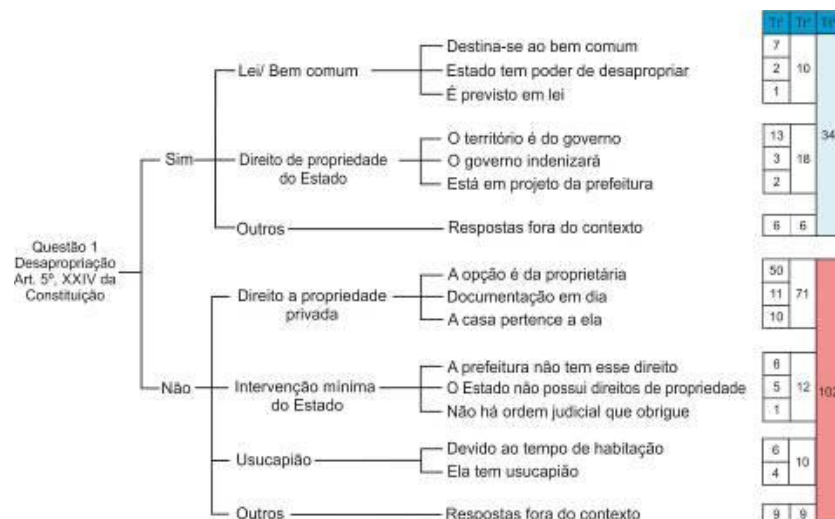 Tr' Tr' Tr'
Destina-se ao bem comum 7
Lei/ Bem comum Estado tem poder de desapropriar 2 10
É previsto em lei 1
O território é do governo 13 34
Sim Direito de propriedade O governo indenizará 3 18
do Estado Está em projeto da prefeitura 2
Outros Respostas fora do contexto 6 6
Questão 1
Desapropriação
Art. 5º, XXIV da
Constituição
A opção é da proprietária 50
Direito a propriedade Documentação em dia 11 71
privada A casa pertence a ela 10
A prefeitura não tem esse direito 6
Não Intervenção mínima O Estado não possui direitos de propriedade 5 12 102
do Estado Não há ordem judicial que obrigue 1
Devido ao tempo de habitação 6
Usucapião 10
Ela tem usucapião 4
Outros Respostas fora do contexto 9 9